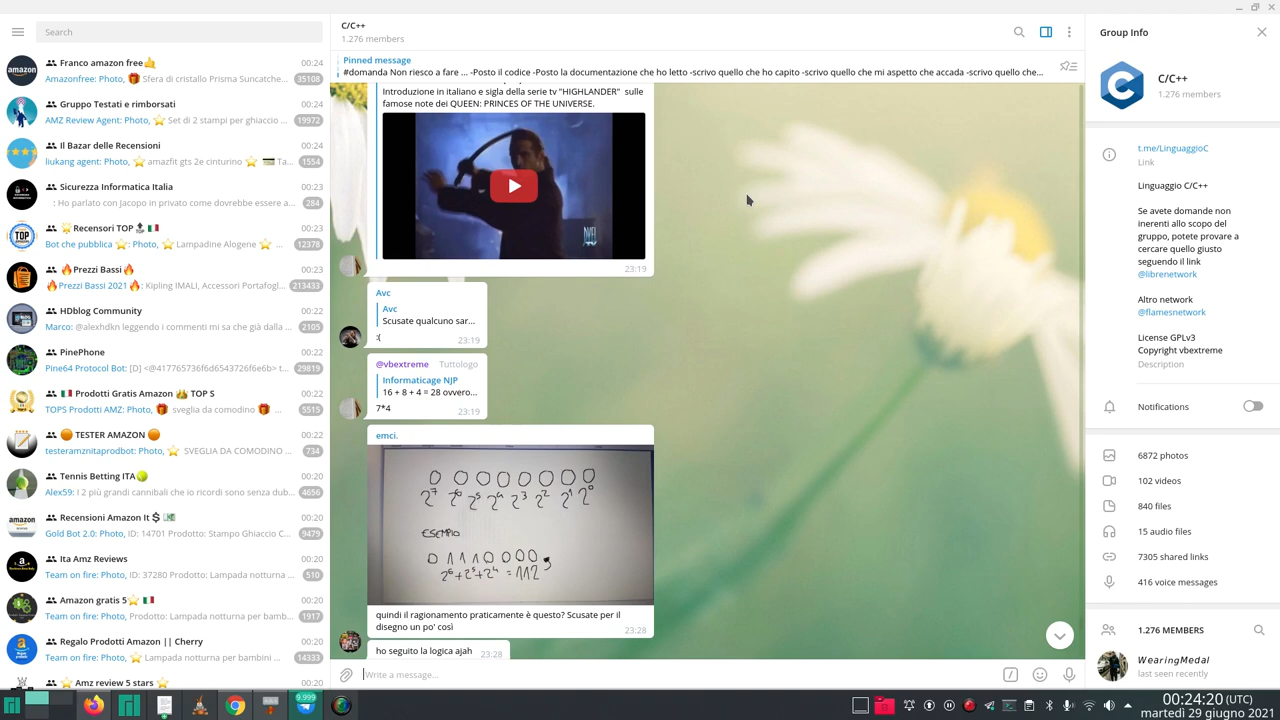 Search
Franco amazon free 00:24
Amazonfree: Photo, Sfera di cristallo Prisma Suncatche... 35108
Gruppo Testati e rimborsati 00:24
AMZ Review Agent: Photo, Set di 2 stampi per ghiaccio ... 19972
Il Bazar delle Recensioni 00:24
liukang agent: Photo, amazfit gts 2e cinturino Ta... 1554
Sicurezza Informatica Italia 00:23
: Ho parlato con Jacopo in privato come dovrebbe essere a... 284
Recensori TOP 00:23
Bot che pubblica : Photo, Lampadine Alogene ... 12378
Prezzi Bassi 00:23
Prezzi Bassi 2021 : Kipling IMALI, Accessori Portafogl... 213433
HDblog Community 00:22
Marco: @alexhdkn leggendo i commenti mi sa che già dalla ... 2105
PinePhone 00:22
Pine64 Protocol Bot: [D] <@417765736f6d6543726f6e6b> t... 29819
Prodotti Gratis Amazon TOP S 00:22
TOPS Prodotti AMZ: Photo, sveglia da comodino ... 5515
TESTER AMAZON 00:22
testeramznitaprodbot: Photo, SVEGLIA DA COMODINO ... 734
Tennis Betting ITA 00:20
Alex59: I 2 più grandi cannibali che io ricordi sono senza dub... 4656
Recensioni Amazon It $ 00:20
Gold Bot 2.0: Photo, ID: 14701 Prodotto: Stampo Ghiaccio C... 9479
Ita Amz Reviews 00:20
Team on fire: Photo, ID: 37280 Prodotto: Lampada notturna ... 510
Amazon gratis 5 00:20
Team on fire: Photo, Prodotto: Lampada notturna per bamb... 1917
Regalo Prodotti Amazon || Cherry 00:20
Team on fire: Photo, Lampada notturna per bambini ... 14333
Amz review 5 stars 00:20
C/C++
1.276 members
Pinned message
#domanda Non riesco a fare ... -Posto il codice -Posto la documentazione che ho letto -scrivo quello che ho capito -scrivo quello che mi aspetto che accada -scrivo quello che...
Introduzione in italiano e sigla della serie tv "HIGHLANDER" sulle
famose note dei QUEEN: PRINCES OF THE UNIVERSE.
23:19
Avc
Avc
Scusate qualcuno sar...
:( 23:19
@vbextreme Tuttologo
Informaticage NJP
16 + 8 + 4 = 28 ovvero...
7*4 23:19
emci.
0 0 0 0 0 0 0 0
2⁷ 2⁶ 2⁵ 2⁴ 2³ 2² 2¹ 2⁰
ESEMPIO
0 1 1 1 0 0 0 0
2⁶+2⁵+2⁴ = 112
quindi il ragionamento praticamente è questo? Scusate per il
disegno un po' così 23:28
ho seguito la logica ajah 23:28
Write a message...
Group Info
C/C++
1.276 members
t.me/LinguaggioC
Link
Linguaggio C/C++
Se avete domande non
inerenti allo scopo del
gruppo, potete provare a
cercare quello giusto
seguendo il link
@librenetwork
Altro network
@flamesnetwork
License GPLv3
Copyright vbextreme
Description
Notifications
6872 photos
102 videos
840 files
15 audio files
7305 shared links
416 voice messages
1.276 MEMBERS
WearingMedal
last seen recently
9,999
00:24:20 (UTC)
martedì 29 giugno 2021